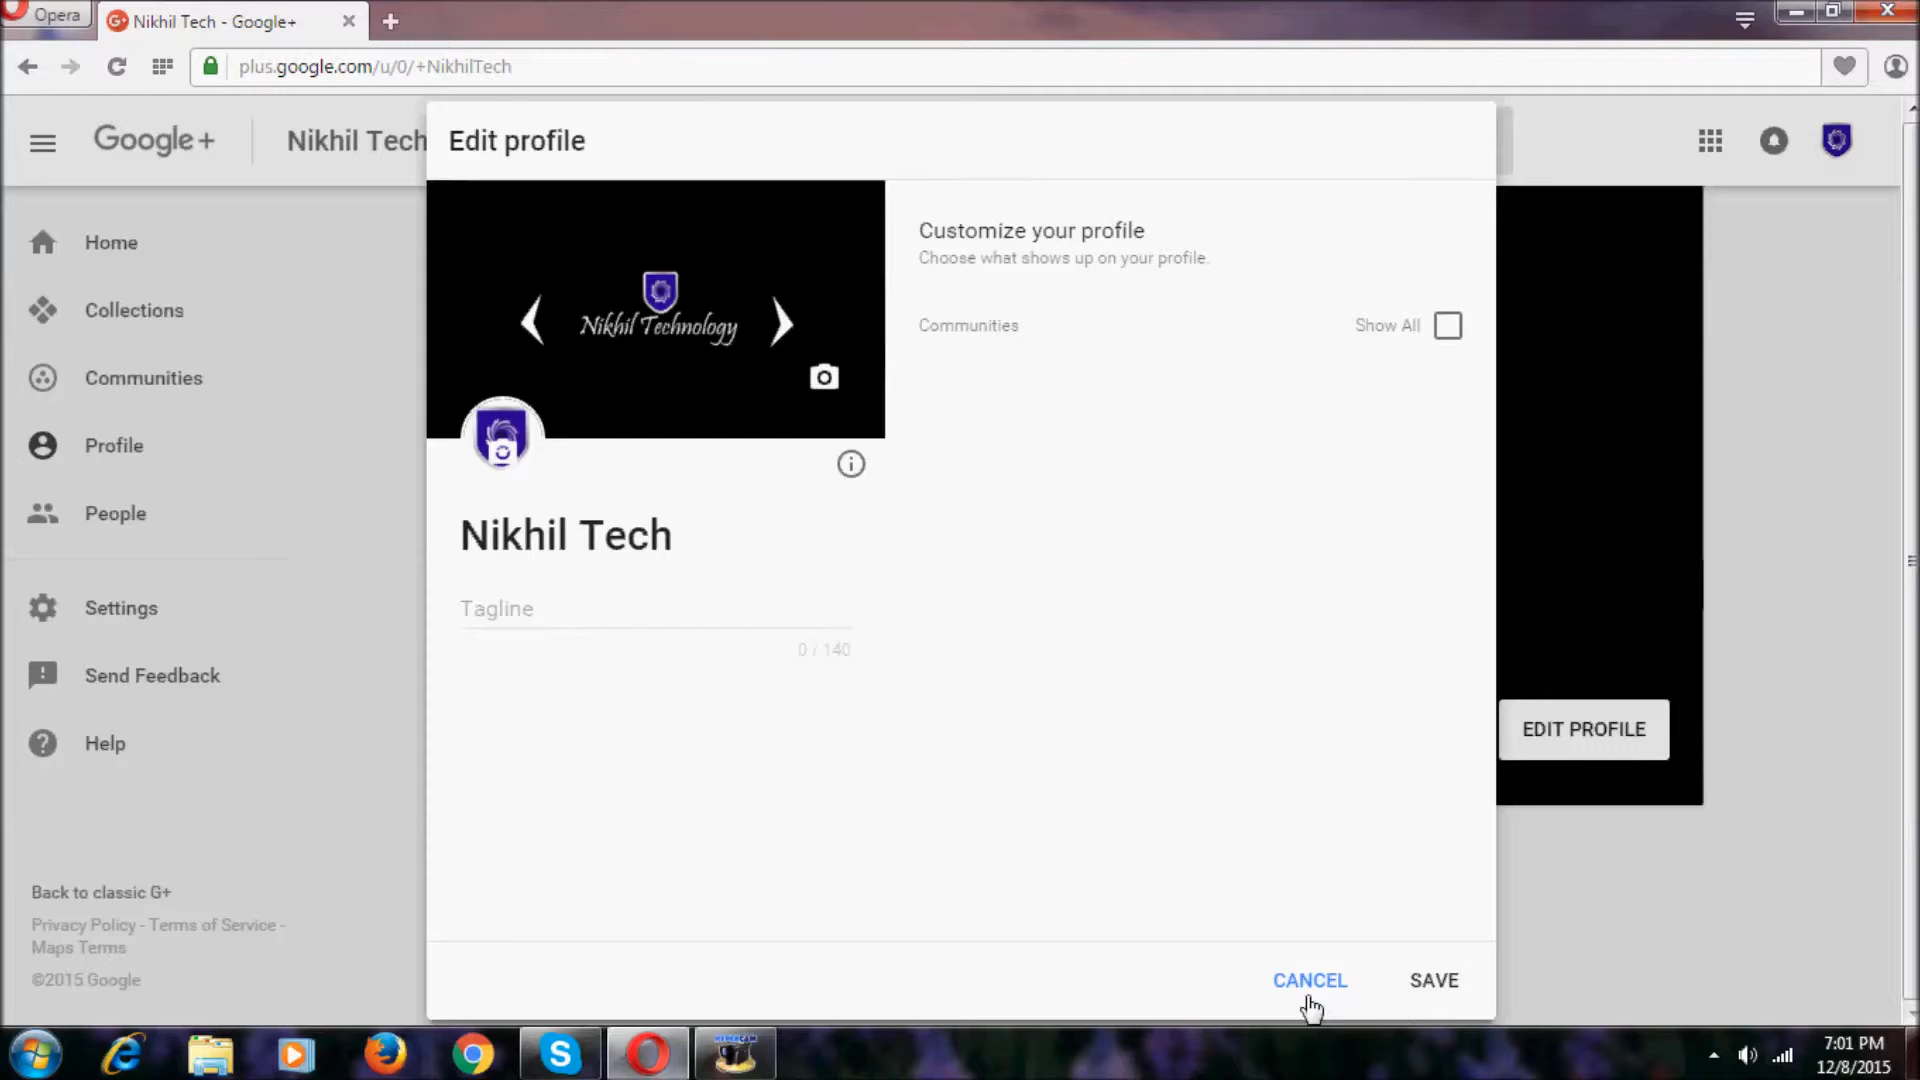 Opera
Nikhil Tech - Google+
plus.google.com/u/0/+NikhilTech
Google+
Nikhil Tech
Edit profile
Home
Collections
Communities
Profile
People
Settings
Send Feedback
Help
Back to classic G+
Privacy Policy - Terms of Service -
Maps Terms
©2015 Google
Nikhil Technology
Nikhil Tech
Tagline
0 / 140
Customize your profile
Choose what shows up on your profile.
Communities
Show All
EDIT PROFILE
CANCEL
SAVE
HYPERCAM
7:01 PM
12/8/2015